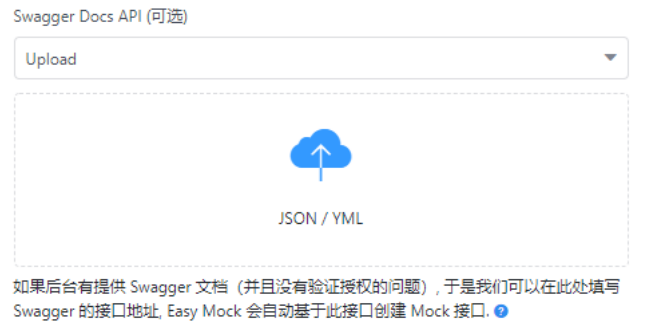 Swagger Docs API (可选)
Upload
JSON / YML
如果后台有提供 Swagger 文档（并且没有验证授权的问题）, 于是我们可以在此处填写
Swagger 的接口地址, Easy Mock 会自动基于此接口创建 Mock 接口. ?